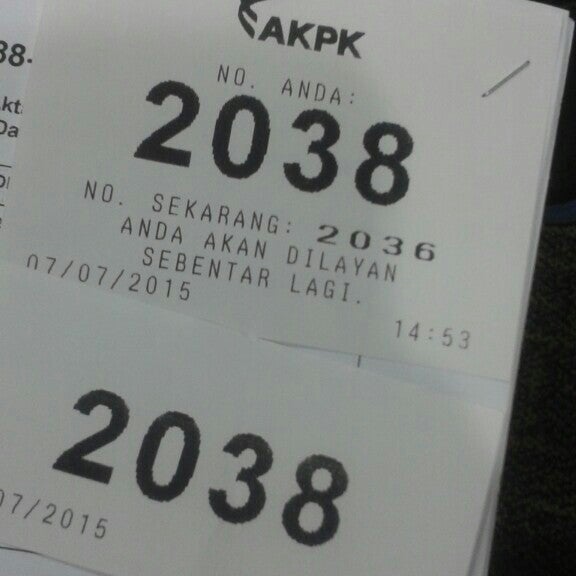 AKPK
NO. ANDA:
2038
NO. SEKARANG: 2036
ANDA AKAN DILAYAN
SEBENTAR LAGI.
07/07/2015
14:53
2038
07/2015